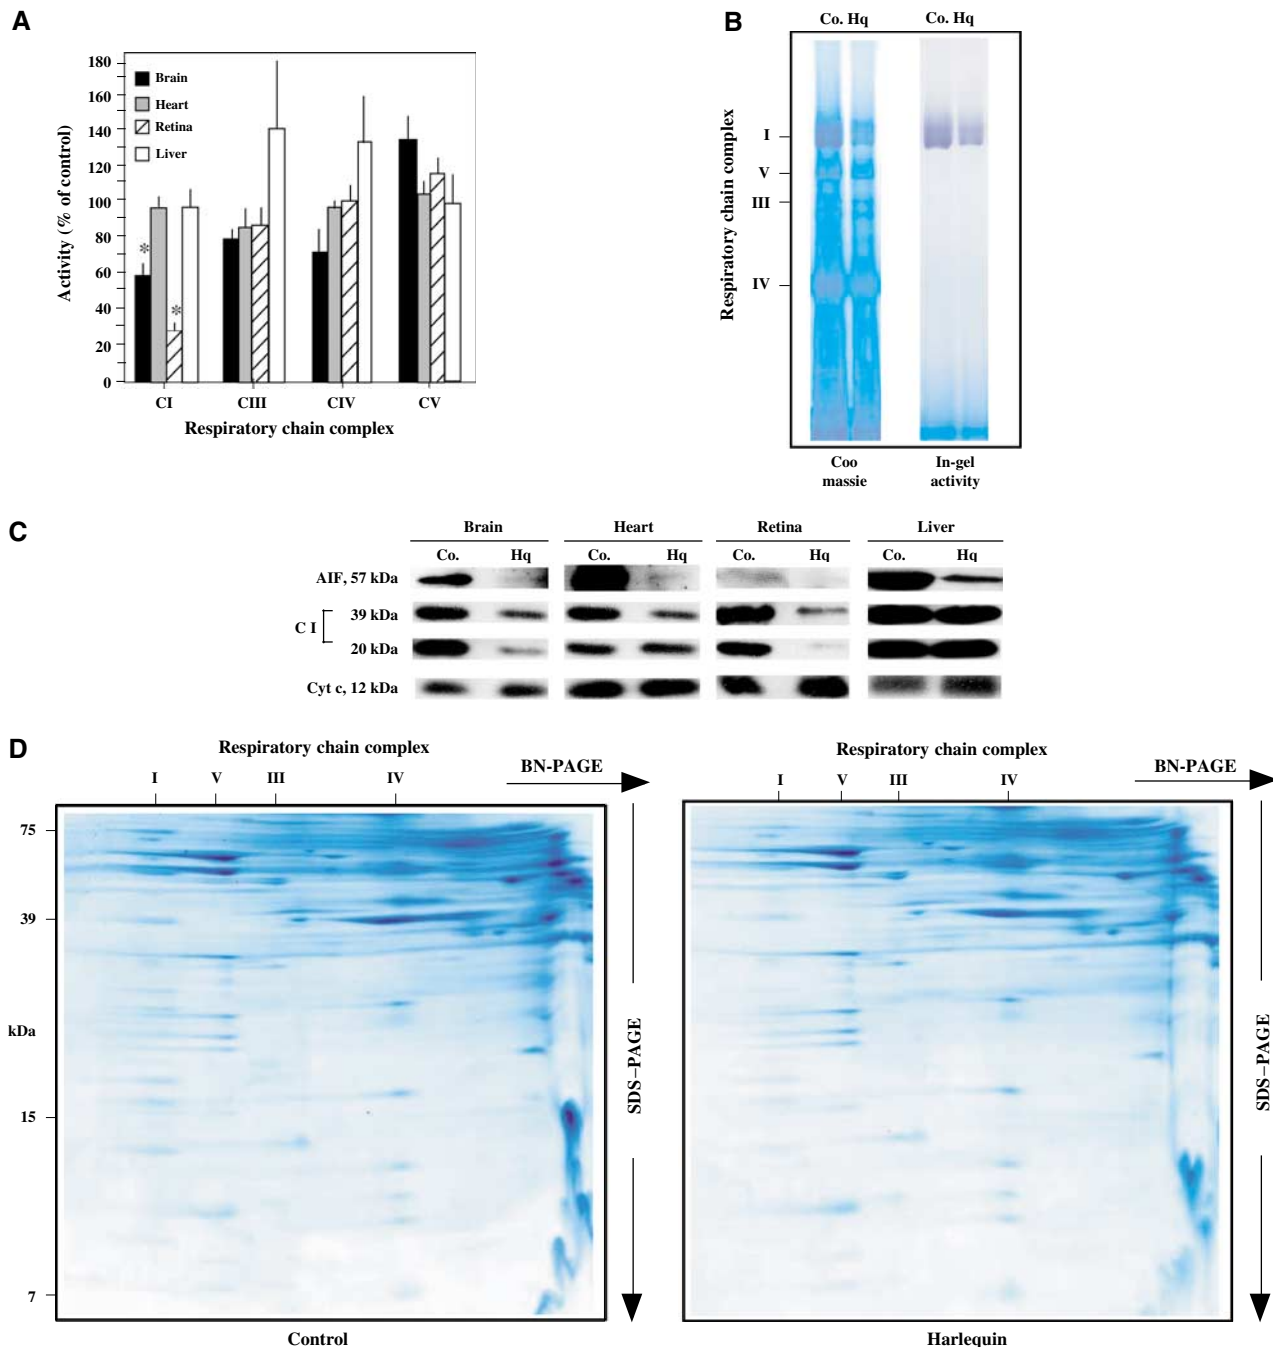 A
180
160
140
120
100
80
60
40
20
0
Activity (% of control)
Brain
Heart
Retina
Liver
*
*
CI CIII CIV CV
Respiratory chain complex
B
Co. Hq Co. Hq
Respiratory chain complex
I
V
III
IV
Coo
massie
In-gel
activity
C
Brain Heart Retina Liver
Co. Hq Co. Hq Co. Hq Co. Hq
AIF, 57 kDa
C I
39 kDa
20 kDa
Cyt c, 12 kDa
D
Respiratory chain complex
I V III IV
BN-PAGE
75
39
kDa
15
7
SDS–PAGE
Control
Respiratory chain complex
I V III IV
BN-PAGE
SDS–PAGE
Harlequin